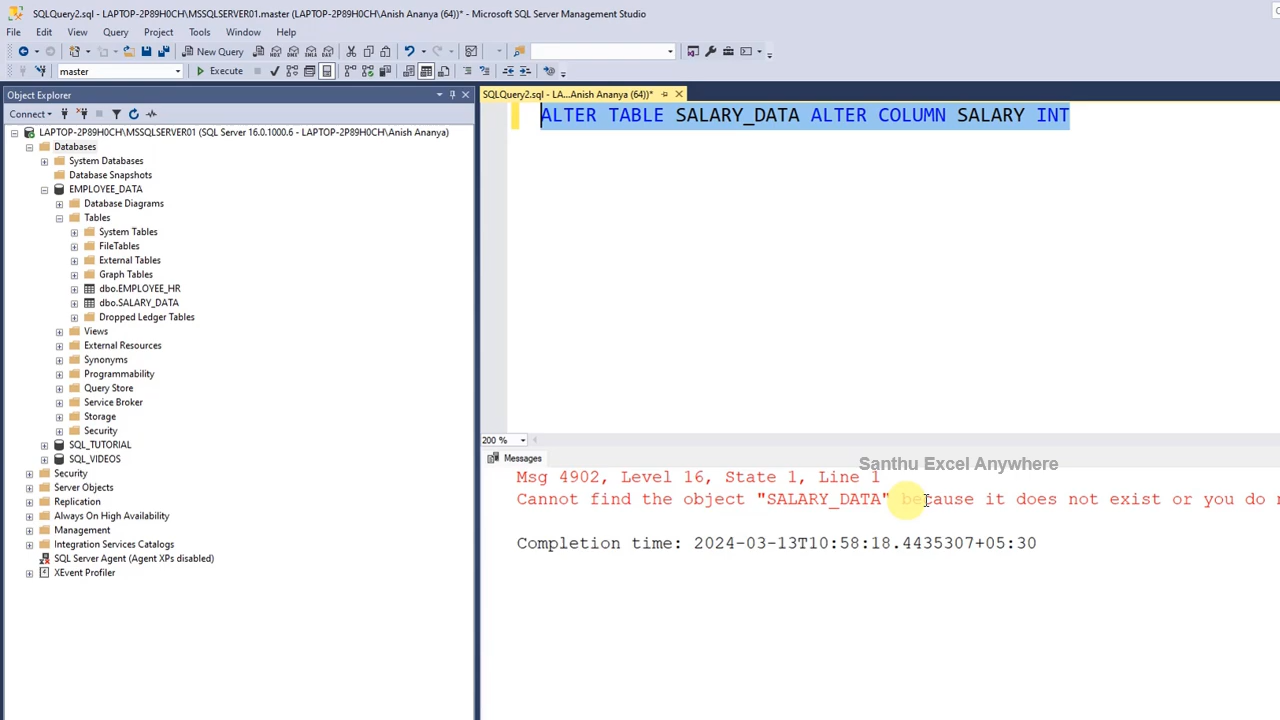 SQLQuery2.sql - LAPTOP-2P89H0CH\MSSQLSERVER01.master (LAPTOP-2P89H0CH\Anish Ananya (64))* - Microsoft SQL Server Management Studio
File Edit View Query Project Tools Window Help
New Query
master Execute
Object Explorer
SQLQuery2.sql - LA...Anish Ananya (64))*
Connect
ALTER TABLE SALARY_DATA ALTER COLUMN SALARY INT
LAPTOP-2P89H0CH\MSSQLSERVER01 (SQL Server 16.0.1000.6 - LAPTOP-2P89H0CH\Anish Ananya)
Databases
System Databases
Database Snapshots
EMPLOYEE_DATA
Database Diagrams
Tables
System Tables
FileTables
External Tables
Graph Tables
dbo.EMPLOYEE_HR
dbo.SALARY_DATA
Dropped Ledger Tables
Views
External Resources
Synonyms
Programmability
Query Store
Service Broker
Storage
Security
SQL_TUTORIAL
SQL_VIDEOS
Security
Server Objects
Replication
Always On High Availability
Management
Integration Services Catalogs
SQL Server Agent (Agent XPs disabled)
XEvent Profiler
200 %
Messages
Santhu Excel Anywhere
Msg 4902, Level 16, State 1, Line 1
Cannot find the object "SALARY_DATA" because it does not exist or you do
Completion time: 2024-03-13T10:58:18.4435307+05:30